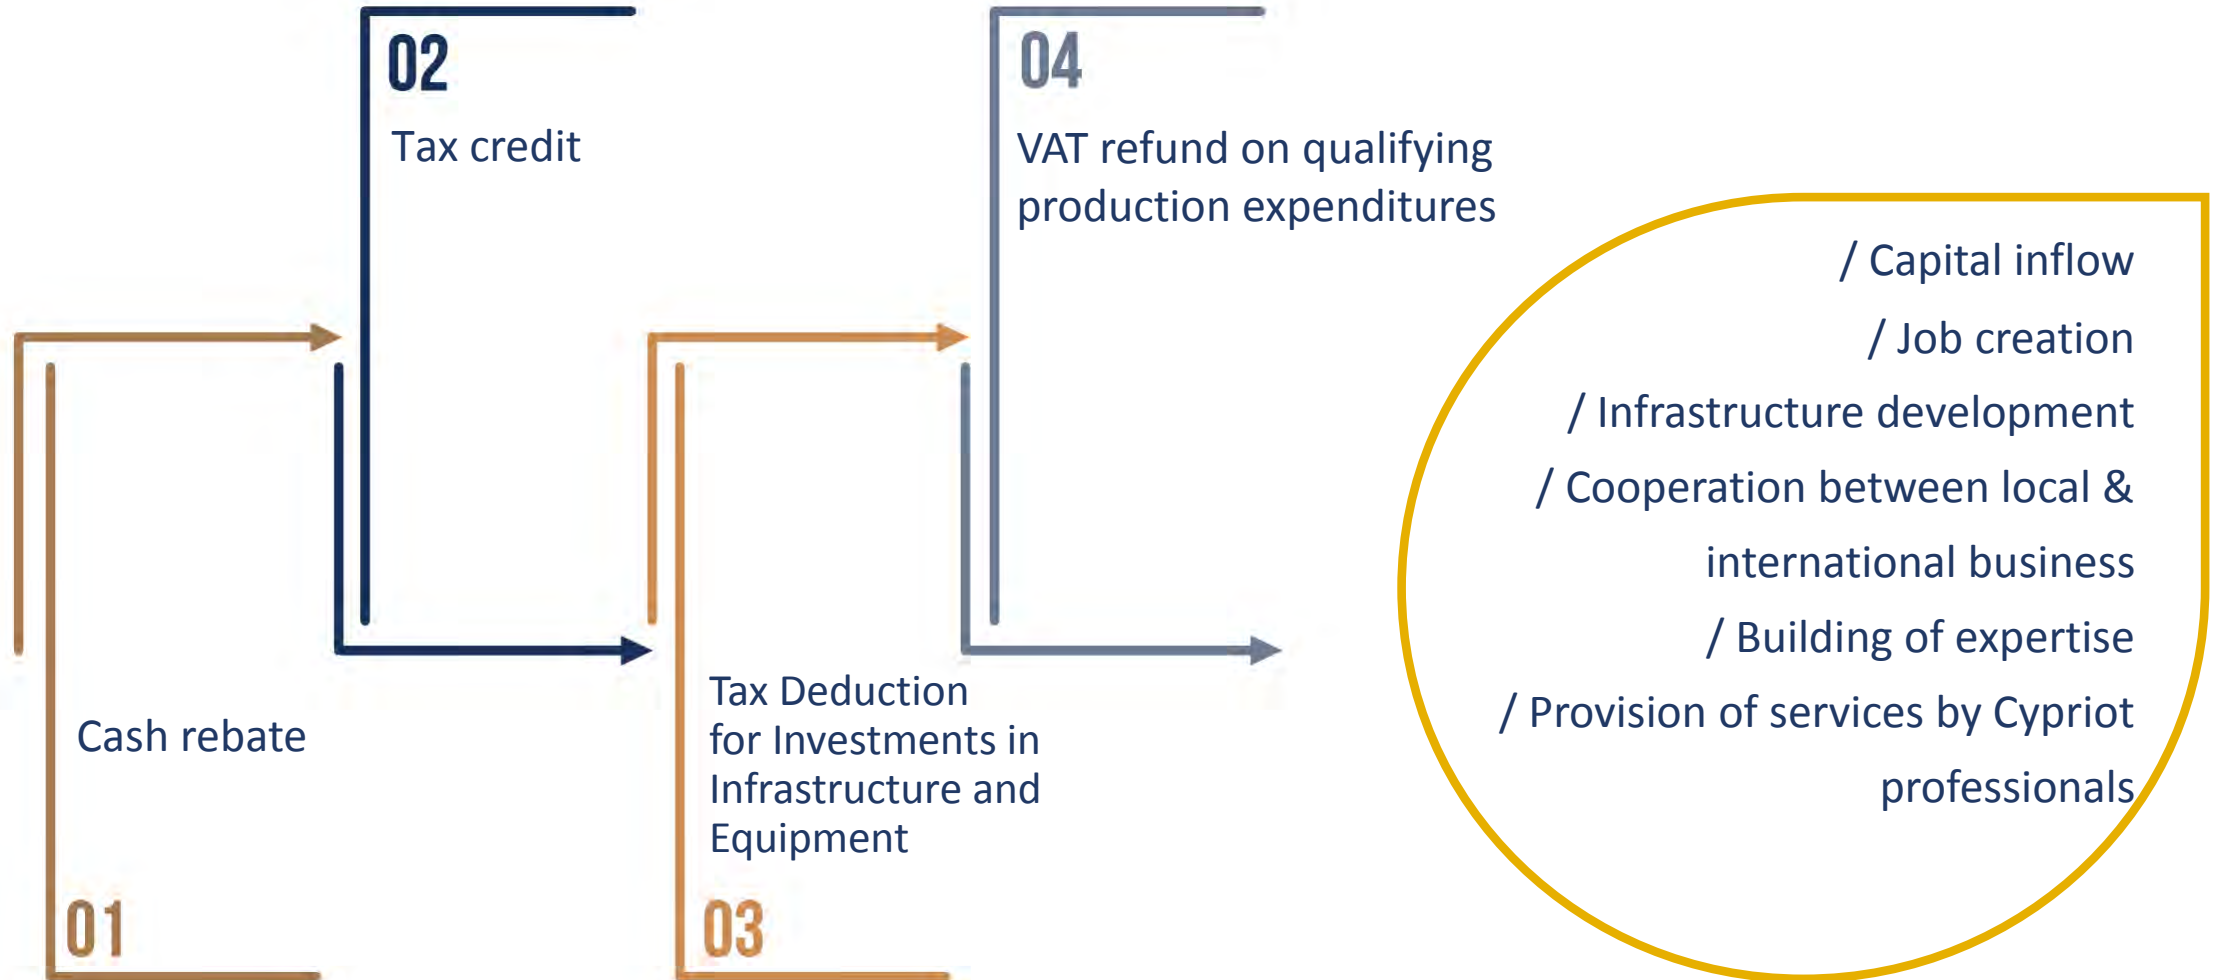 01
Cash rebate
02
Tax credit
03
Tax Deduction
for Investments in
Infrastructure and
Equipment
04
VAT refund on qualifying
production expenditures
/ Capital inflow
/ Job creation
/ Infrastructure development
/ Cooperation between local &
international business
/ Building of expertise
/ Provision of services by Cypriot
professionals